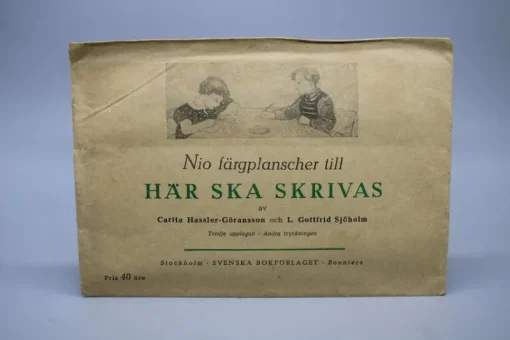 Nio färgplanscher till
HÄR SKA SKRIVAS
AV
Carita Hassler-Göransson och L. Gottfrid Sjöholm
Tredje upplagan - Andra tryckningen
Stockholm · SVENSKA BOKFÖRLAGET · Bonniers
Pris 40 öre